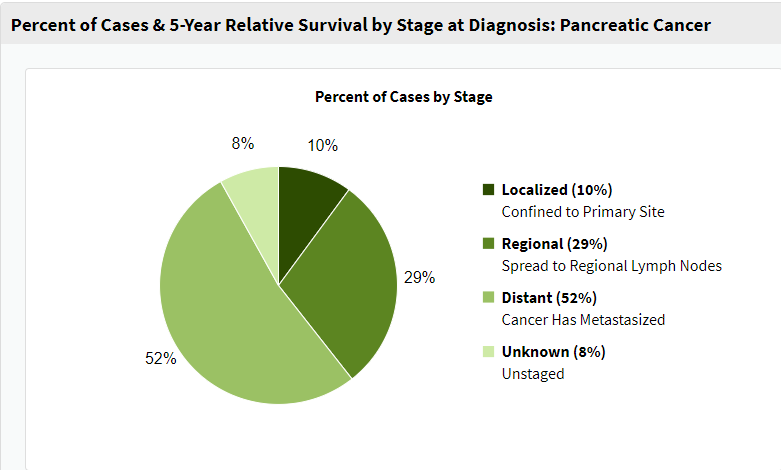 Percent of Cases & 5-Year Relative Survival by Stage at Diagnosis: Pancreatic Cancer
Percent of Cases by Stage
8%
10%
29%
52%
Localized (10%)
Confined to Primary Site
Regional (29%)
Spread to Regional Lymph Nodes
Distant (52%)
Cancer Has Metastasized
Unknown (8%)
Unstaged